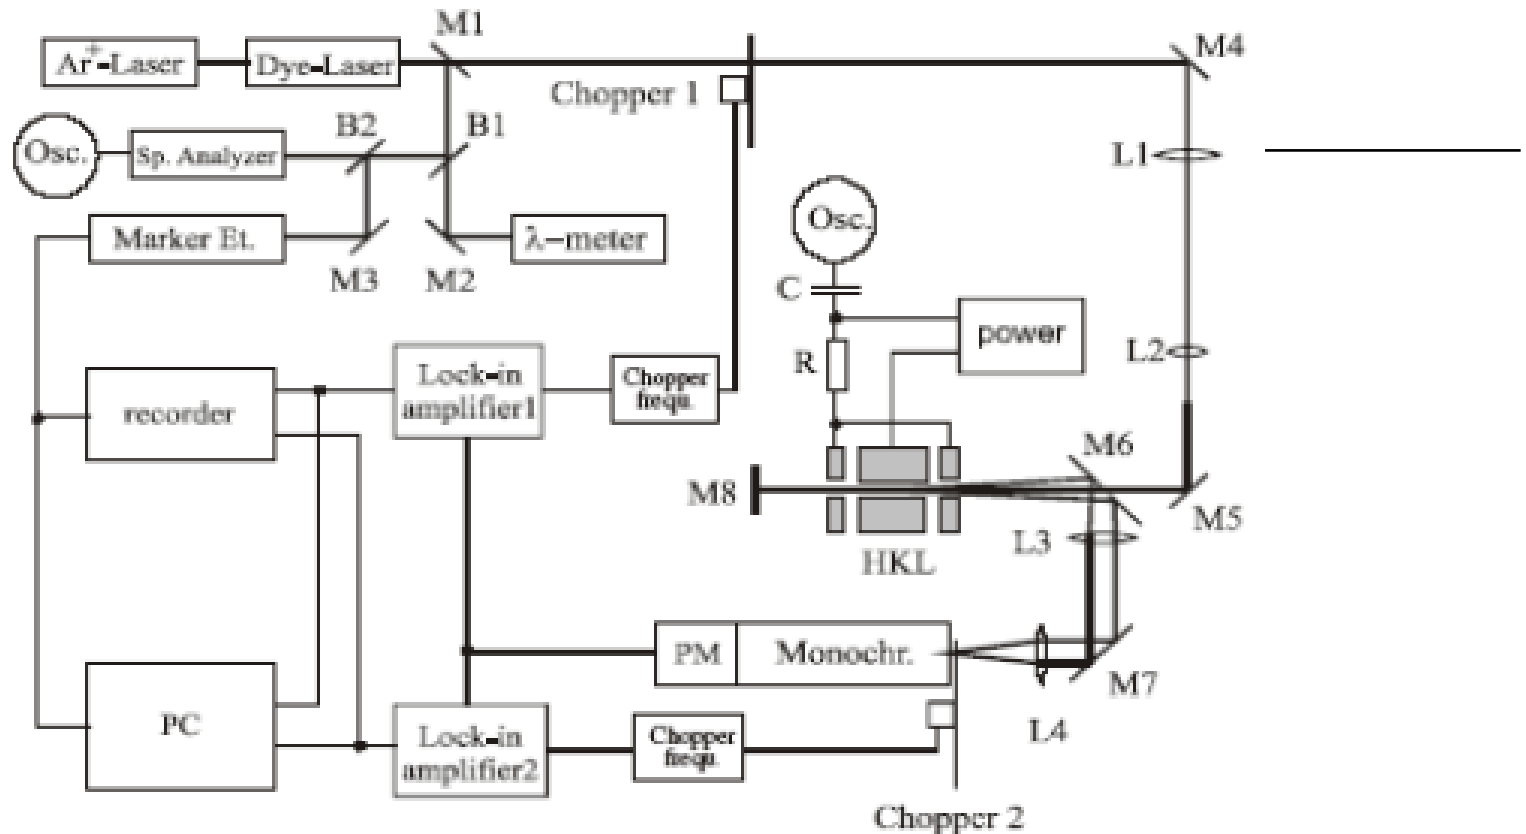 M1
M4
Ar+-Laser
Dye-Laser
Chopper 1
B2
B1
Osc.
Sp. Analyzer
L1
Marker Et.
λ-meter
Osc.
M3
M2
C
power
L2
R
Lock-in
amplifier1
Chopper
frequ.
recorder
M6
M8
M5
L3
HKL
PM
Monochr.
M7
PC
Lock-in
amplifier2
Chopper
frequ.
L4
Chopper 2